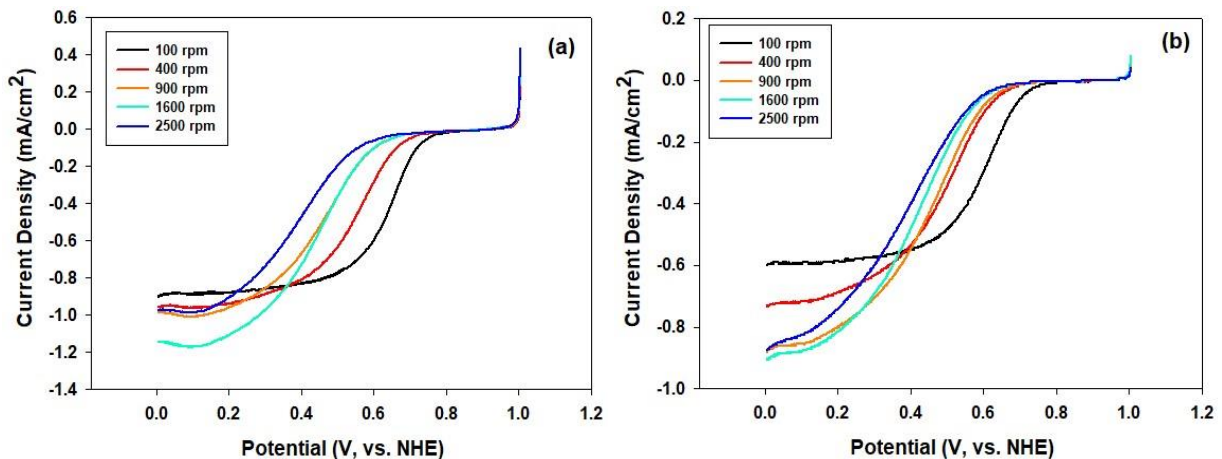 (a)
100 rpm
400 rpm
900 rpm
1600 rpm
2500 rpm
Current Density (mA/cm²)
0.6
0.4
0.2
0.0
-0.2
-0.4
-0.6
-0.8
-1.0
-1.2
-1.4
0.0 0.2 0.4 0.6 0.8 1.0 1.2
Potential (V, vs. NHE)
(b)
100 rpm
400 rpm
900 rpm
1600 rpm
2500 rpm
Current Density (mA/cm²)
0.2
0.0
-0.2
-0.4
-0.6
-0.8
-1.0
0.0 0.2 0.4 0.6 0.8 1.0 1.2
Potential (V, vs. NHE)